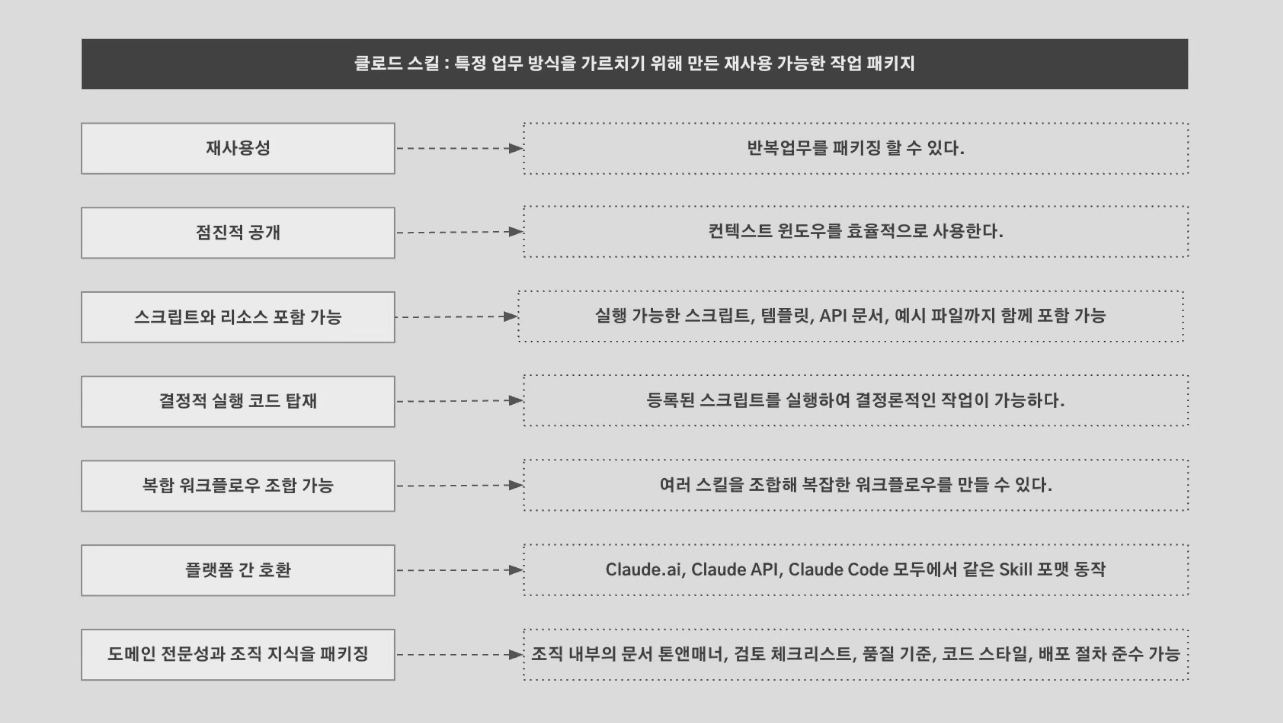 클로드 스킬 : 특정 업무 방식을 가르치기 위해 만든 재사용 가능한 작업 패키지
재사용성
반복업무를 패키징 할 수 있다.
점진적 공개
컨텍스트 윈도우를 효율적으로 사용한다.
스크립트와 리소스 포함 가능
실행 가능한 스크립트, 템플릿, API 문서, 예시 파일까지 함께 포함 가능
결정적 실행 코드 탑재
등록된 스크립트를 실행하여 결정론적인 작업이 가능하다.
복합 워크플로우 조합 가능
여러 스킬을 조합해 복잡한 워크플로우를 만들 수 있다.
플랫폼 간 호환
Claude.ai, Claude API, Claude Code 모두에서 같은 Skill 포맷 동작
도메인 전문성과 조직 지식을 패키징
조직 내부의 문서 톤앤매너, 검토 체크리스트, 품질 기준, 코드 스타일, 배포 절차 준수 가능